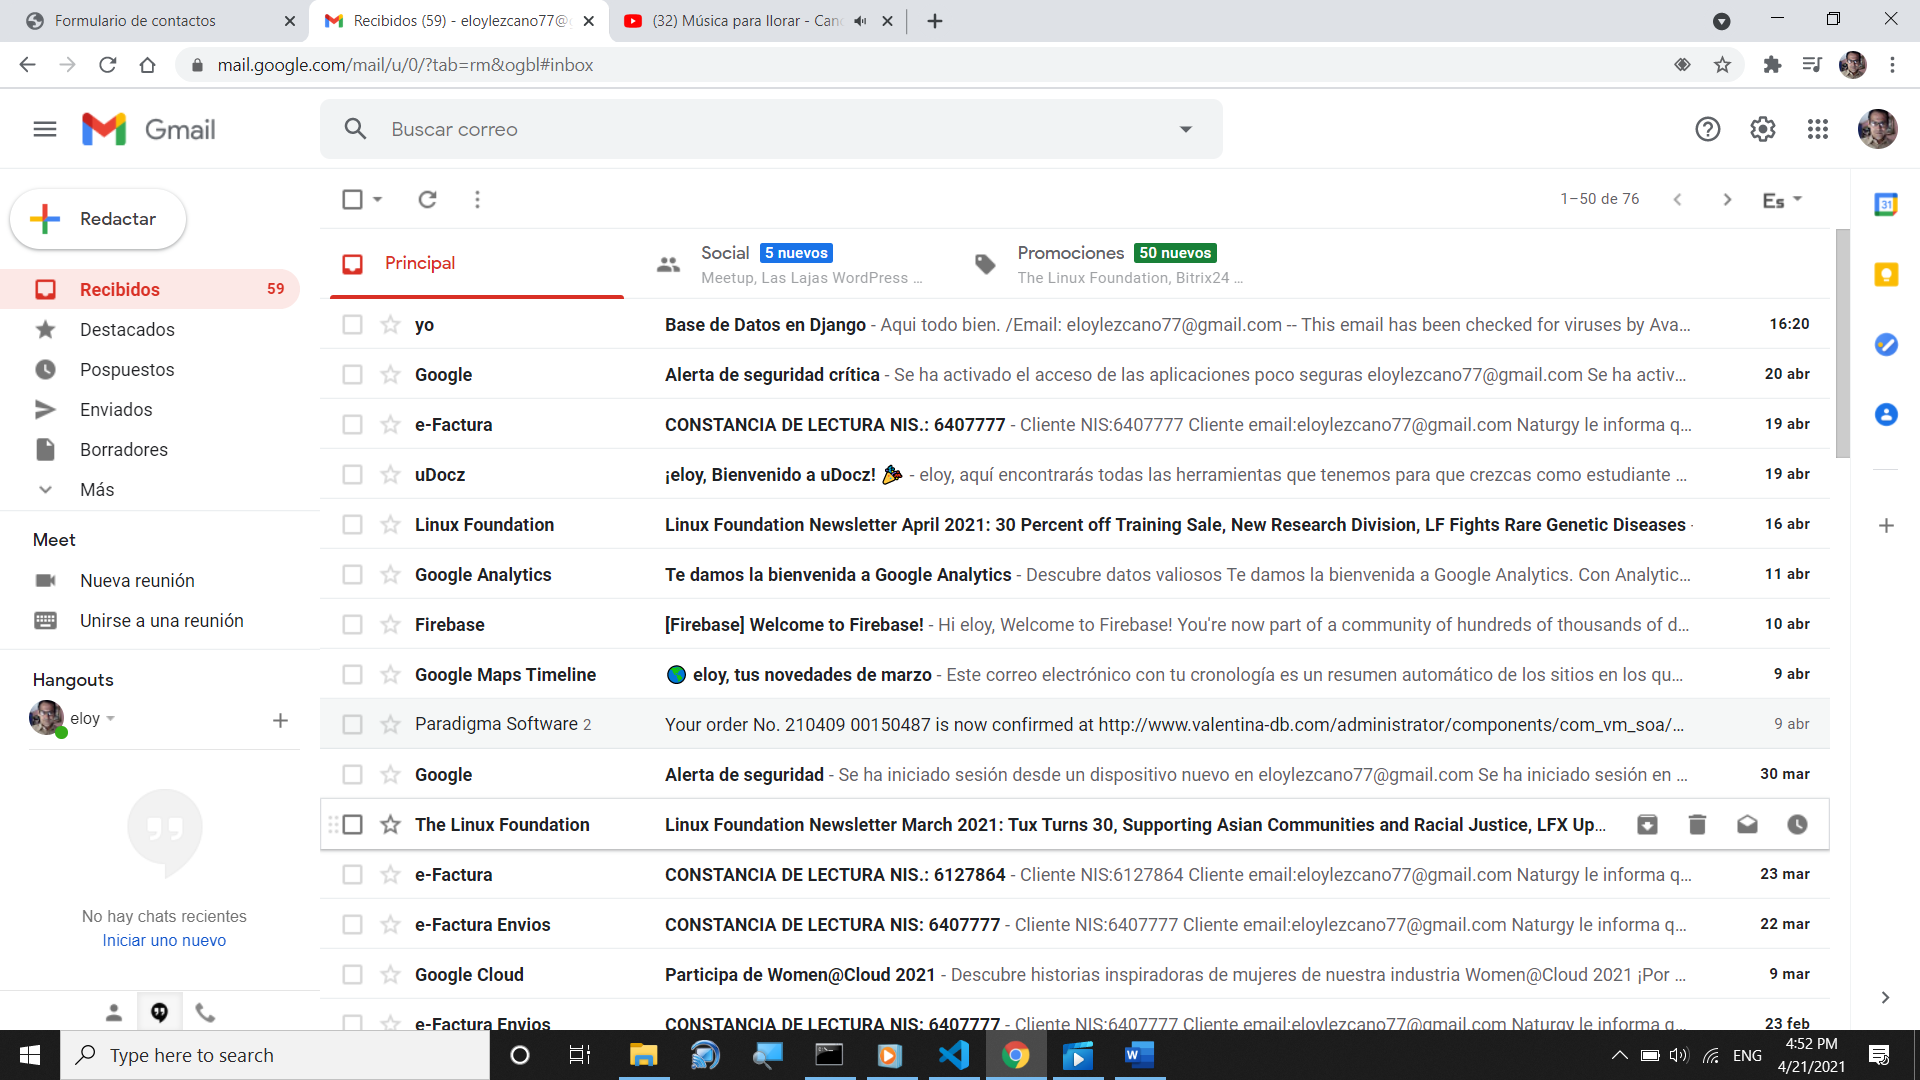 Formulario de contactos
Recibidos (59) - eloylezcano77@
(32) Música para llorar - Canc
mail.google.com/mail/u/0/?tab=rm&ogbl#inbox
Gmail
Buscar correo
Redactar
1–50 de 76
Es
Principal
Social 5 nuevos
Meetup, Las Lajas WordPress ...
Promociones 50 nuevos
The Linux Foundation, Bitrix24 ...
Recibidos 59
Destacados
Pospuestos
Enviados
Borradores
Más
Meet
Nueva reunión
Unirse a una reunión
Hangouts
eloy
No hay chats recientes
Iniciar uno nuevo
yo Base de Datos en Django - Aqui todo bien. /Email: eloylezcano77@gmail.com -- This email has been checked for viruses by Ava... 16:20
Google Alerta de seguridad crítica - Se ha activado el acceso de las aplicaciones poco seguras eloylezcano77@gmail.com Se ha activ... 20 abr
e-Factura CONSTANCIA DE LECTURA NIS.: 6407777 - Cliente NIS:6407777 Cliente email:eloylezcano77@gmail.com Naturgy le informa q... 19 abr
uDocz ¡eloy, Bienvenido a uDocz! 🎉 - eloy, aquí encontrarás todas las herramientas que tenemos para que crezcas como estudiante ... 19 abr
Linux Foundation Linux Foundation Newsletter April 2021: 30 Percent off Training Sale, New Research Division, LF Fights Rare Genetic Diseases - 16 abr
Google Analytics Te damos la bienvenida a Google Analytics - Descubre datos valiosos Te damos la bienvenida a Google Analytics. Con Analytic... 11 abr
Firebase [Firebase] Welcome to Firebase! - Hi eloy, Welcome to Firebase! You're now part of a community of hundreds of thousands of d... 10 abr
Google Maps Timeline 🌎 eloy, tus novedades de marzo - Este correo electrónico con tu cronología es un resumen automático de los sitios en los qu... 9 abr
Paradigma Software 2 Your order No. 210409 00150487 is now confirmed at http://www.valentina-db.com/administrator/components/com_vm_soa/... 9 abr
Google Alerta de seguridad - Se ha iniciado sesión desde un dispositivo nuevo en eloylezcano77@gmail.com Se ha iniciado sesión en ... 30 mar
The Linux Foundation Linux Foundation Newsletter March 2021: Tux Turns 30, Supporting Asian Communities and Racial Justice, LFX Up...
e-Factura CONSTANCIA DE LECTURA NIS.: 6127864 - Cliente NIS:6127864 Cliente email:eloylezcano77@gmail.com Naturgy le informa q... 23 mar
e-Factura Envios CONSTANCIA DE LECTURA NIS: 6407777 - Cliente NIS:6407777 Cliente email:eloylezcano77@gmail.com Naturgy le informa q... 22 mar
Google Cloud Participa de Women@Cloud 2021 - Descubre historias inspiradoras de mujeres de nuestra industria Women@Cloud 2021 ¡Por ... 9 mar
e-Factura Envios CONSTANCIA DE LECTURA NIS: 6407777 - Cliente NIS:6407777 Cliente email:eloylezcano77@gmail.com Naturgy le informa q... 23 feb
Type here to search
ENG
4:52 PM
4/21/2021